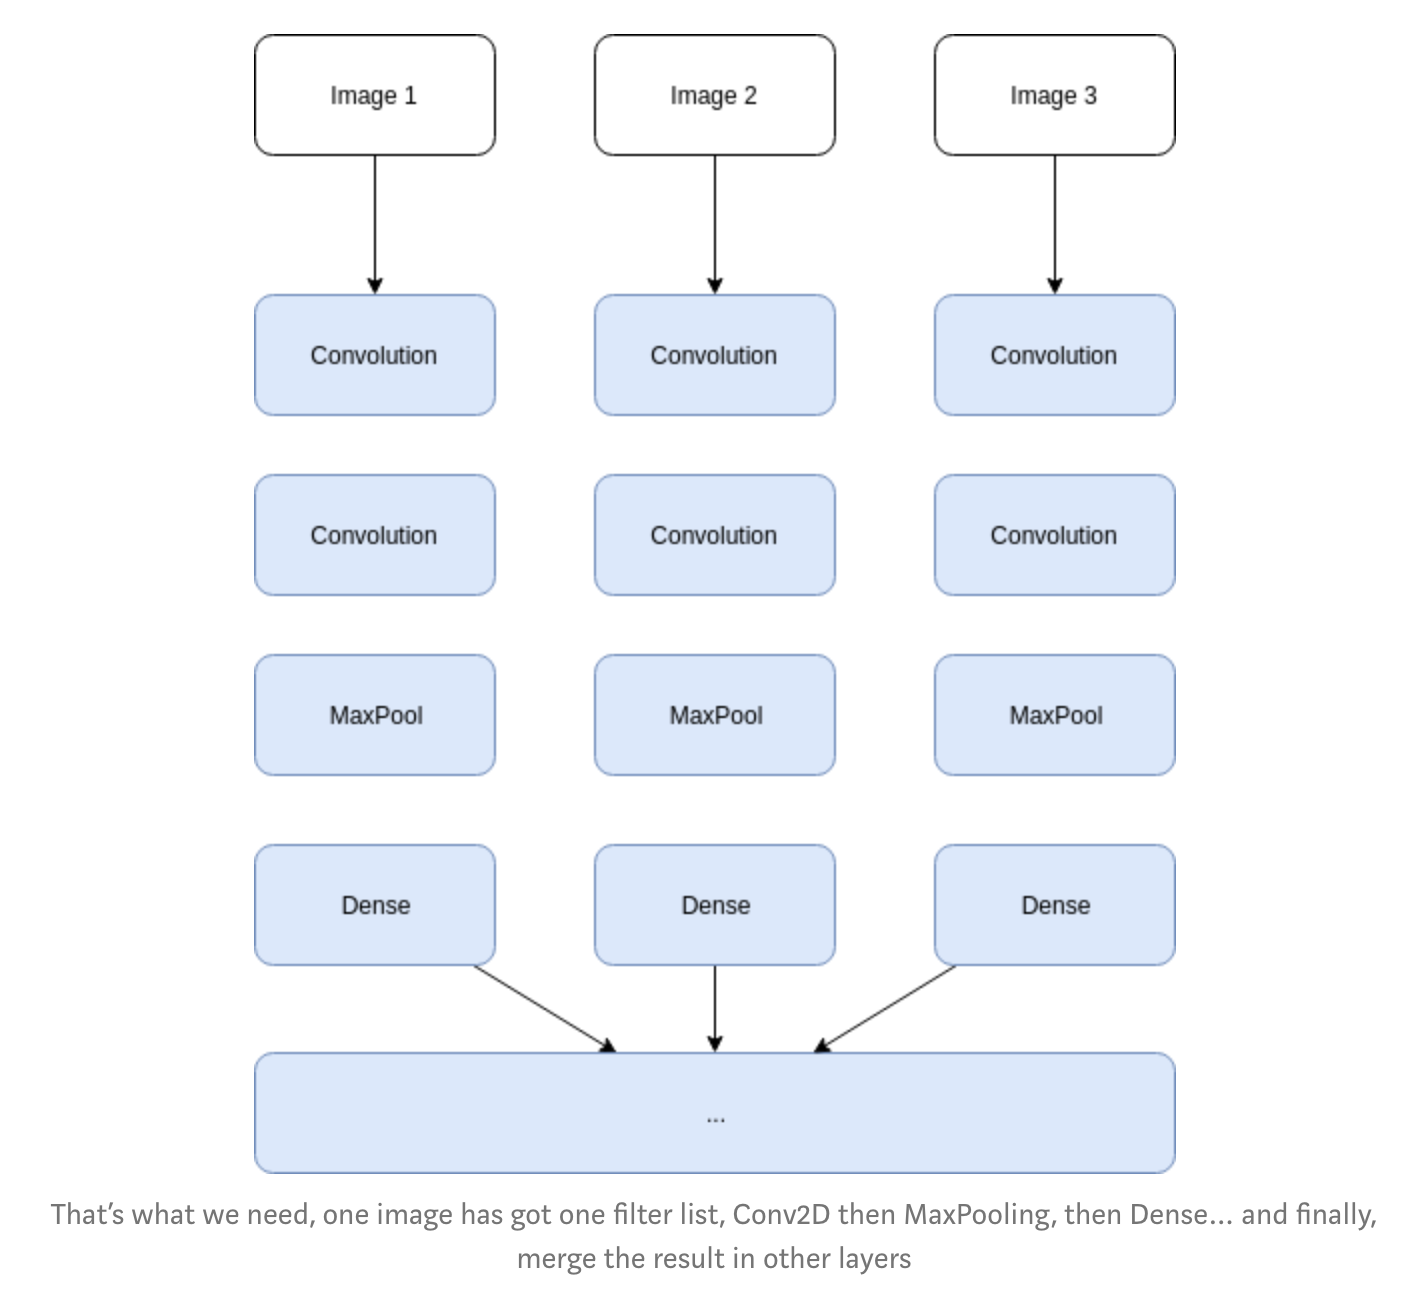 Image 1
Image 2
Image 3
Convolution
Convolution
Convolution
Convolution
Convolution
Convolution
MaxPool
MaxPool
MaxPool
Dense
Dense
Dense
...
That’s what we need, one image has got one filter list, Conv2D then MaxPooling, then Dense… and finally,
merge the result in other layers